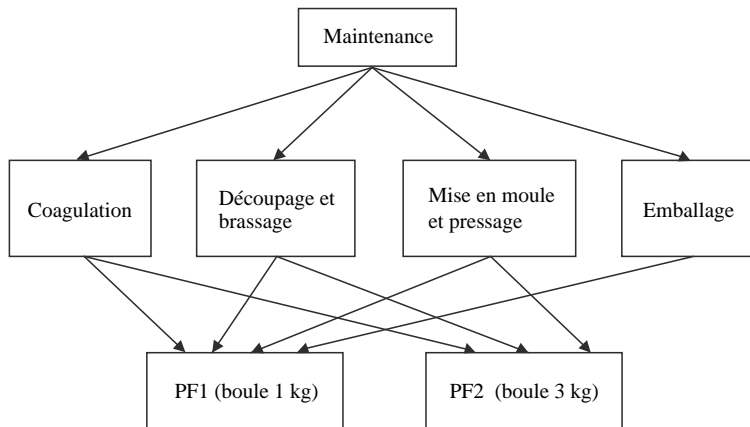 Maintenance
Coagulation
Découpage et
brassage
Mise en moule
et pressage
Emballage
PF1 (boule 1 kg)
PF2 (boule 3 kg)